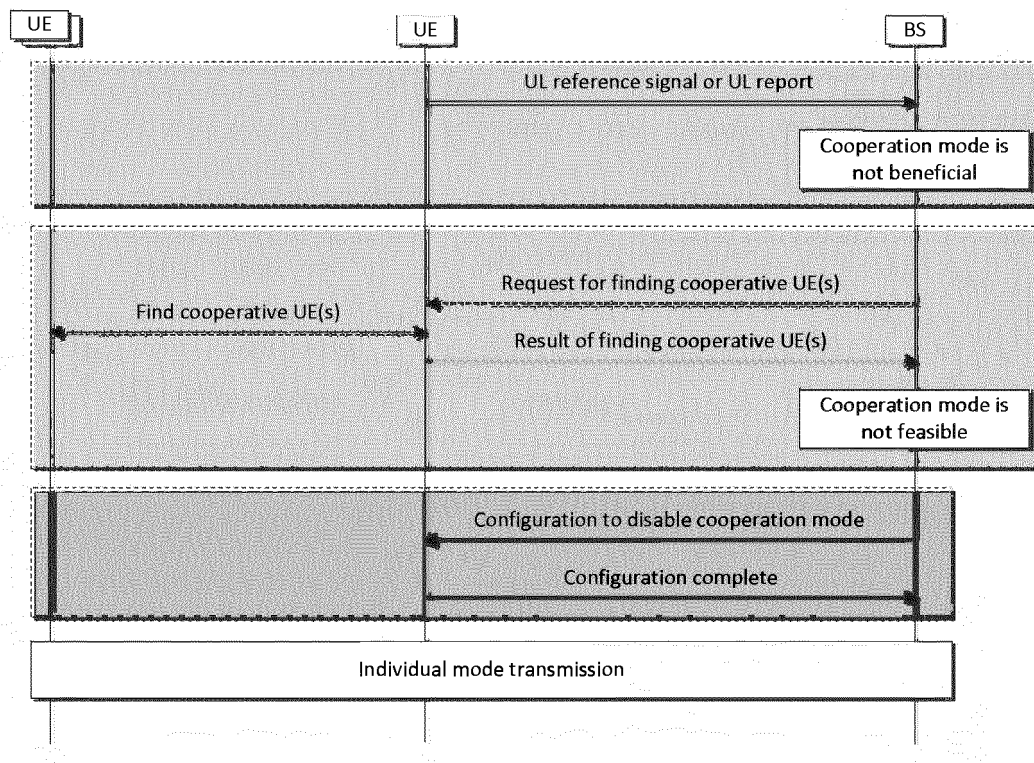 UE
UE
BS
UL reference signal or UL report
Cooperation mode is
not beneficial
Request for finding cooperative UE(s)
Find cooperative UE(s)
Result of finding cooperative UE(s)
Cooperation mode is
not feasible
Configuration to disable cooperation mode
Configuration complete
Individual mode transmission